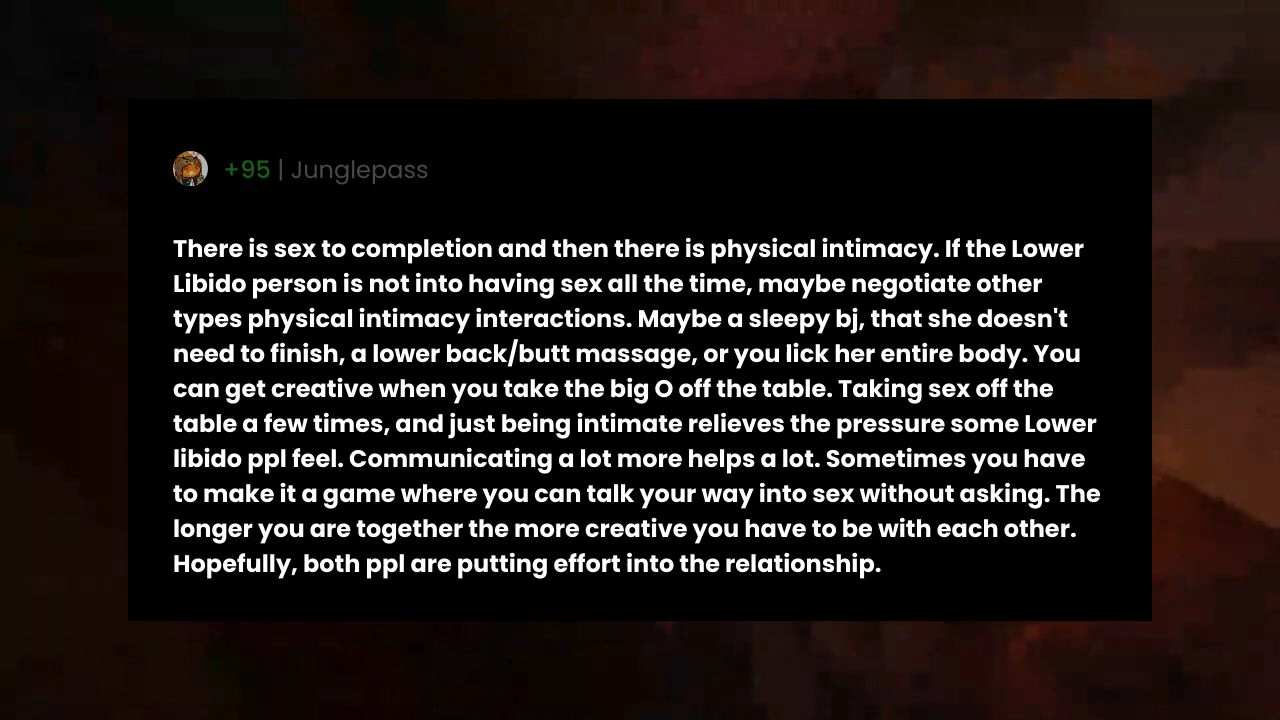 +95 | Junglepass
There is sex to completion and then there is physical intimacy. If the Lower
Libido person is not into having sex all the time, maybe negotiate other
types physical intimacy interactions. Maybe a sleepy bj, that she doesn't
need to finish, a lower back/butt massage, or you lick her entire body. You
can get creative when you take the big O off the table. Taking sex off the
table a few times, and just being intimate relieves the pressure some Lower
libido ppl feel. Communicating a lot more helps a lot. Sometimes you have
to make it a game where you can talk your way into sex without asking. The
longer you are together the more creative you have to be with each other.
Hopefully, both ppl are putting effort into the relationship.